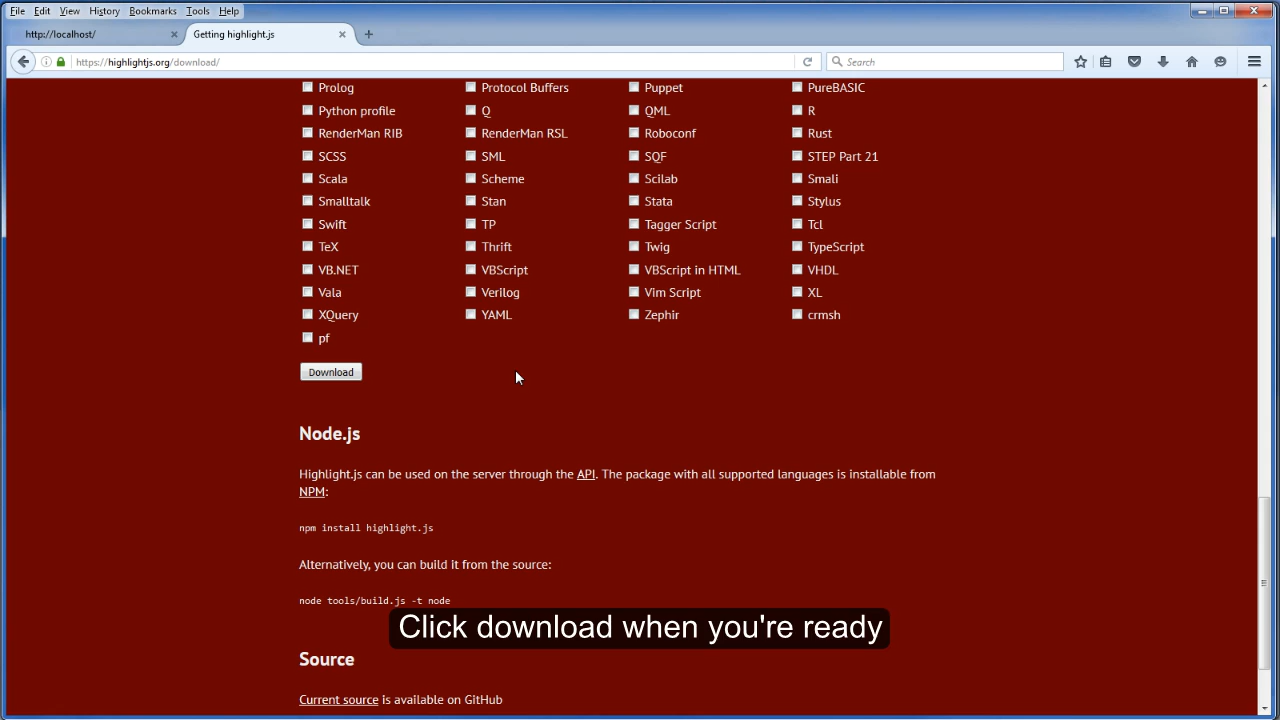 File Edit View History Bookmarks Tools Help
http://localhost/ Getting highlight.js
https://highlightjs.org/download/ Search
Prolog Protocol Buffers Puppet PureBASIC
Python profile Q QML R
RenderMan RIB RenderMan RSL Roboconf Rust
SCSS SML SQF STEP Part 21
Scala Scheme Scilab Smali
Smalltalk Stan Stata Stylus
Swift TP Tagger Script Tcl
TeX Thrift Twig TypeScript
VB.NET VBScript VBScript in HTML VHDL
Vala Verilog Vim Script XL
XQuery YAML Zephir crmsh
pf
Download
Node.js
Highlight.js can be used on the server through the API. The package with all supported languages is installable from
NPM:
npm install highlight.js
Alternatively, you can build it from the source:
node tools/build.js -t node
Click download when you're ready
Source
Current source is available on GitHub